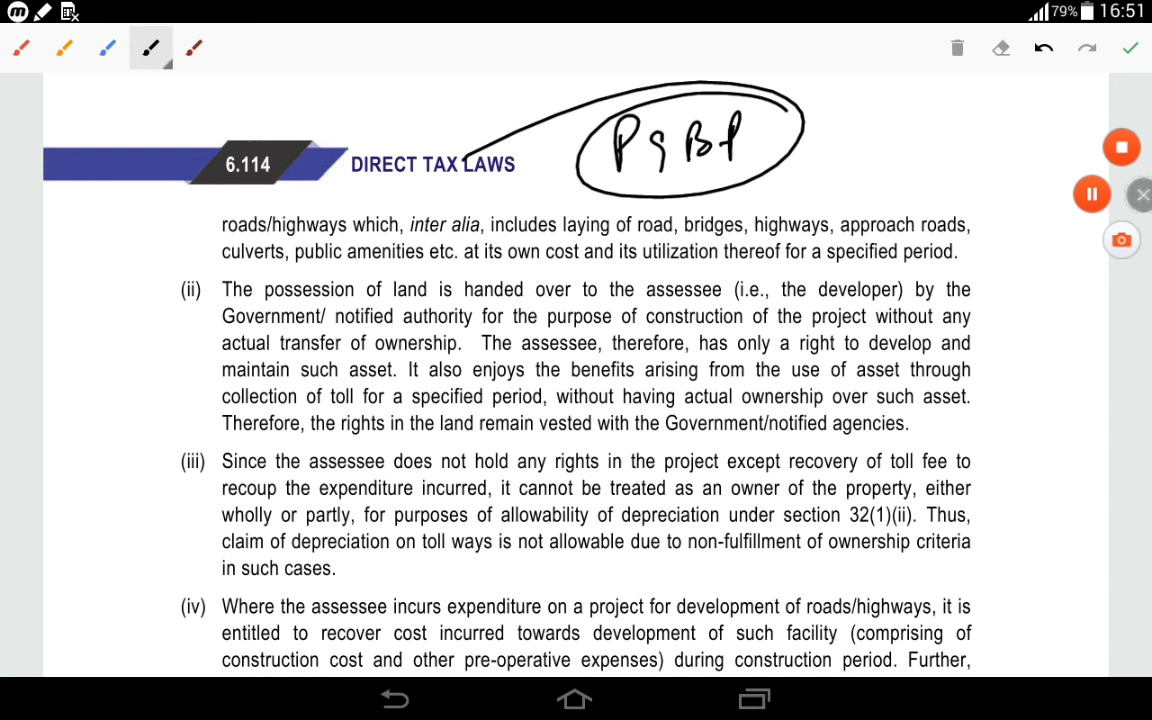 79% 16:51
PGBP
6.114 DIRECT TAX LAWS
roads/highways which, inter alia, includes laying of road, bridges, highways, approach roads,
culverts, public amenities etc. at its own cost and its utilization thereof for a specified period.
(ii) The possession of land is handed over to the assessee (i.e., the developer) by the
Government/ notified authority for the purpose of construction of the project without any
actual transfer of ownership. The assessee, therefore, has only a right to develop and
maintain such asset. It also enjoys the benefits arising from the use of asset through
collection of toll for a specified period, without having actual ownership over such asset.
Therefore, the rights in the land remain vested with the Government/notified agencies.
(iii) Since the assessee does not hold any rights in the project except recovery of toll fee to
recoup the expenditure incurred, it cannot be treated as an owner of the property, either
wholly or partly, for purposes of allowability of depreciation under section 32(1)(ii). Thus,
claim of depreciation on toll ways is not allowable due to non-fulfillment of ownership criteria
in such cases.
(iv) Where the assessee incurs expenditure on a project for development of roads/highways, it is
entitled to recover cost incurred towards development of such facility (comprising of
construction cost and other pre-operative expenses) during construction period. Further,